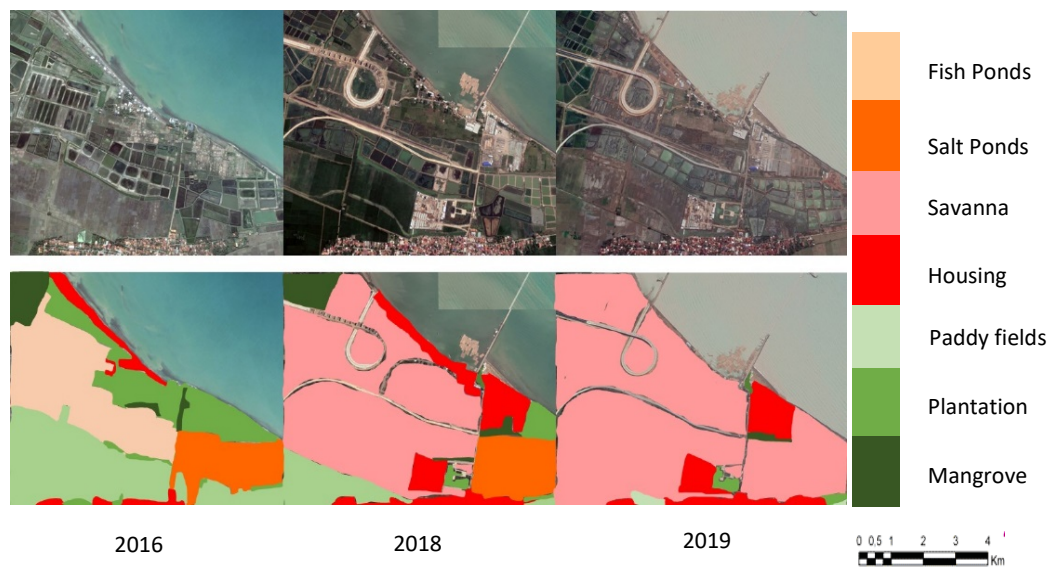 Fish Ponds
Salt Ponds
Savanna
Housing
Paddy fields
Plantation
Mangrove
2016
2018
2019
0 0,5 1 2 3 4
Km